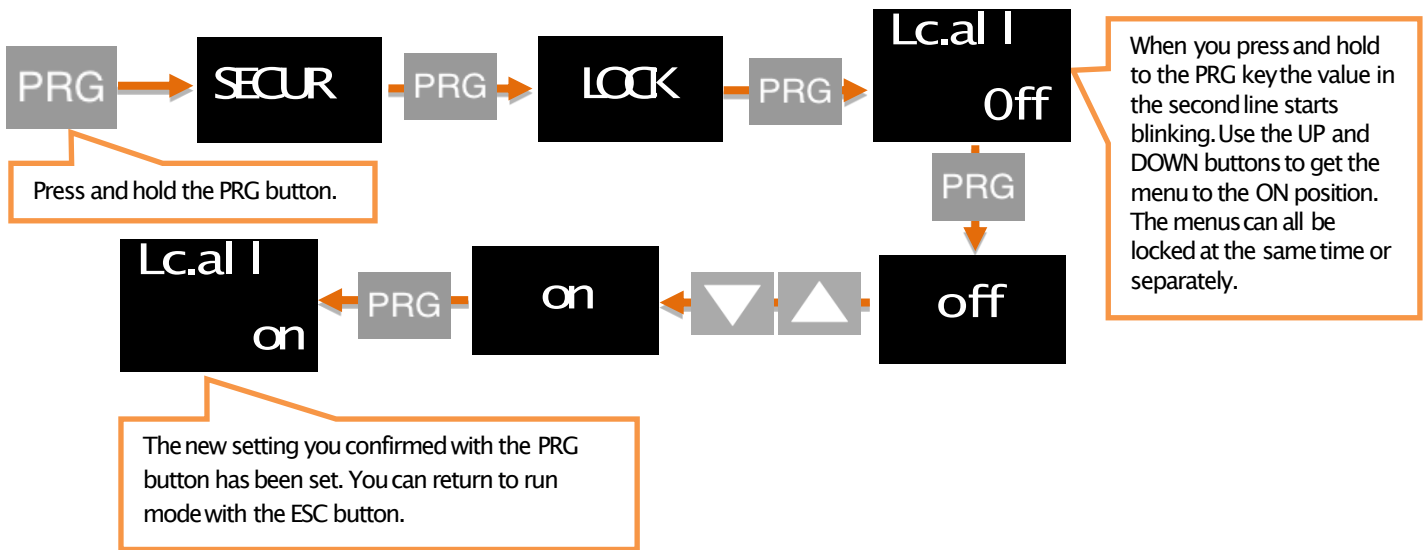 PRG
SECUR
PRG
LOCK
PRG
Lc.all
Off
When you press and hold
to the PRG key the value in
the second line starts
blinking. Use the UP and
DOWN buttons to get the
menu to the ON position.
The menus can all be
locked at the same time or
separately.
Press and hold the PRG button.
PRG
off
on
PRG
Lc.all
on
The new setting you confirmed with the PRG
button has been set. You can return to run
mode with the ESC button.